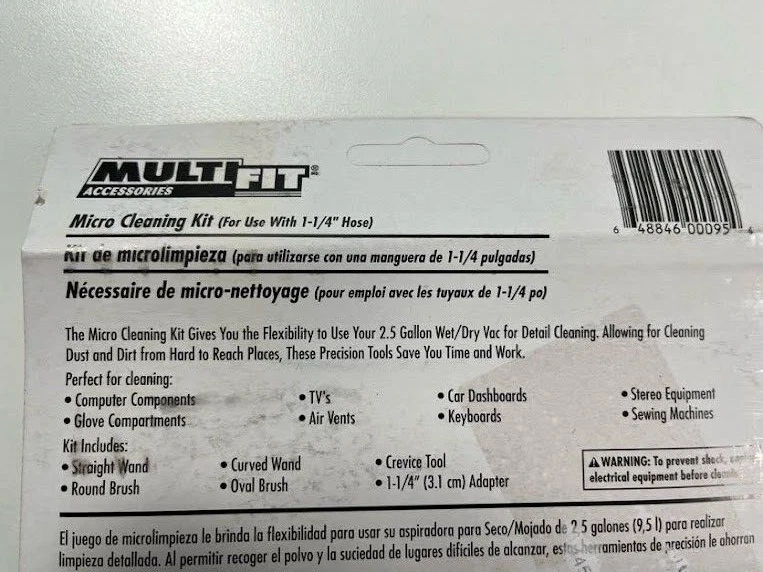 MULTI FIT®
ACCESSORIES
Micro Cleaning Kit (For Use With 1-1/4" Hose)
Kit de microlimpieza (para utilizarse con una manguera de 1-1/4 pulgadas)
Nécessaire de micro-nettoyage (pour emploi avec les tuyaux de 1-1/4 po)
6 48846 00095 4
The Micro Cleaning Kit Gives You the Flexibility to Use Your 2.5 Gallon Wet/Dry Vac for Detail Cleaning. Allowing for Cleaning
Dust and Dirt from Hard to Reach Places, These Precision Tools Save You Time and Work.
Perfect for cleaning:
• Computer Components • TV's • Car Dashboards • Stereo Equipment
• Glove Compartments • Air Vents • Keyboards • Sewing Machines
Kit Includes:
• Straight Wand • Curved Wand • Crevice Tool
• Round Brush • Oval Brush • 1-1/4" (3.1 cm) Adapter
⚠WARNING: To prevent shock,
electrical equipment before
El juego de microlimpieza le brinda la flexibilidad para usar su aspiradora para Seco/Mojado de 2.5 galones (9,5 l) para realizar
limpieza detallada. Al permitir recoger el polvo y la suciedad de lugares difíciles de alcanzar, estas herramientas de precisión le ahorran